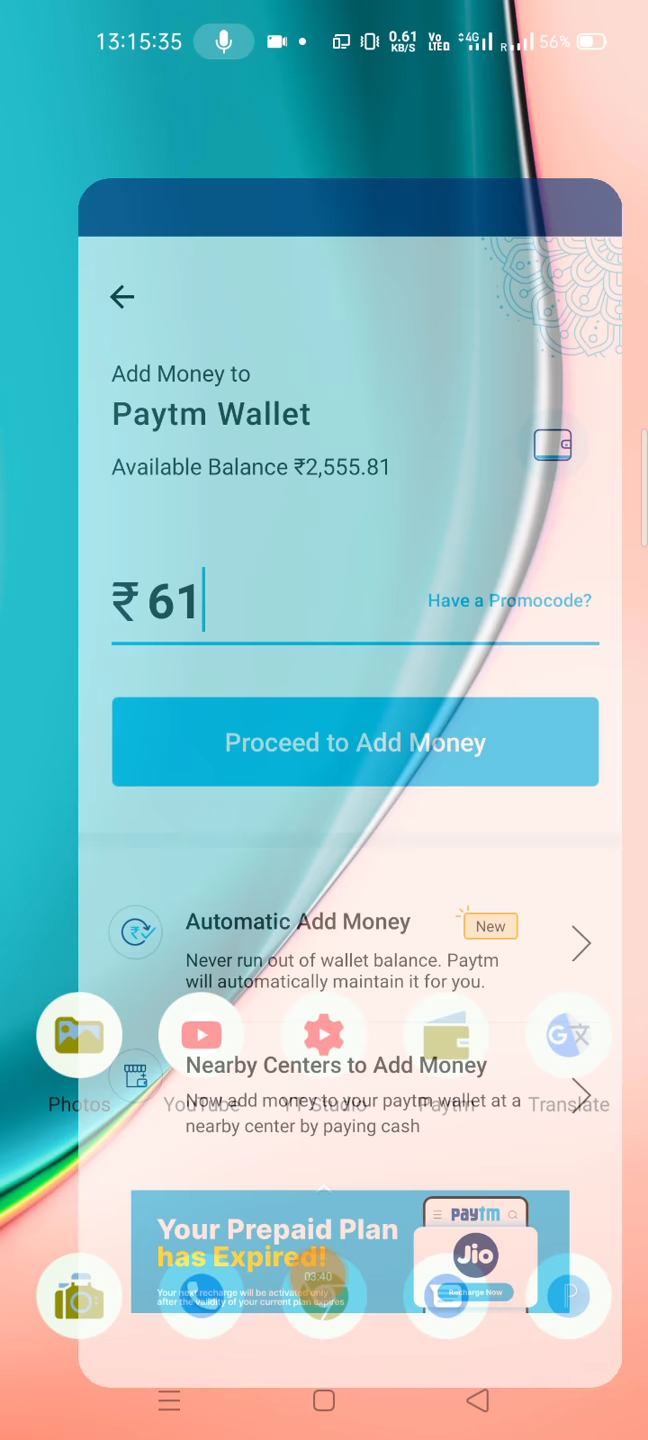 13:15:35
0.61 KB/S
Vo LTE
4G
R
56%
Add Money to
Paytm Wallet
Available Balance ₹2,555.81
₹ 61
Have a Promocode?
Proceed to Add Money
Automatic Add Money
New
Never run out of wallet balance. Paytm
will automatically maintain it for you.
Nearby Centers to Add Money
Now add money to your paytm wallet at a
nearby center by paying cash
Photos
YouTube
YT Studio
Paytm
Translate
Your Prepaid Plan
has Expired!
03:40
Your next recharge will be activated only
after the validity of your current plan expires
paytm
Jio
Recharge Now
P